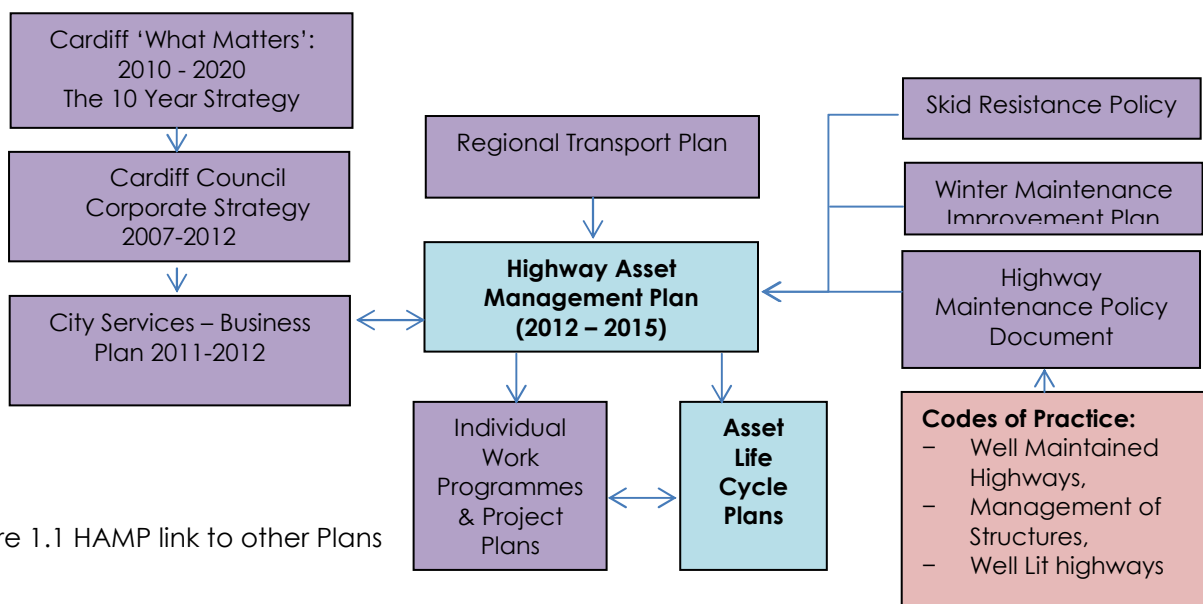 Cardiff ‘What Matters’:
2010 - 2020
The 10 Year Strategy
Cardiff Council
Corporate Strategy
2007-2012
City Services – Business
Plan 2011-2012
Regional Transport Plan
Highway Asset
Management Plan
(2012 – 2015)
Individual
Work
Programmes
& Project
Plans
Asset
Life
Cycle
Plans
Skid Resistance Policy
Winter Maintenance
Improvement Plan
Highway
Maintenance Policy
Document
Codes of Practice:
− Well Maintained
Highways,
− Management of
Structures,
− Well Lit highways
re 1.1 HAMP link to other Plans